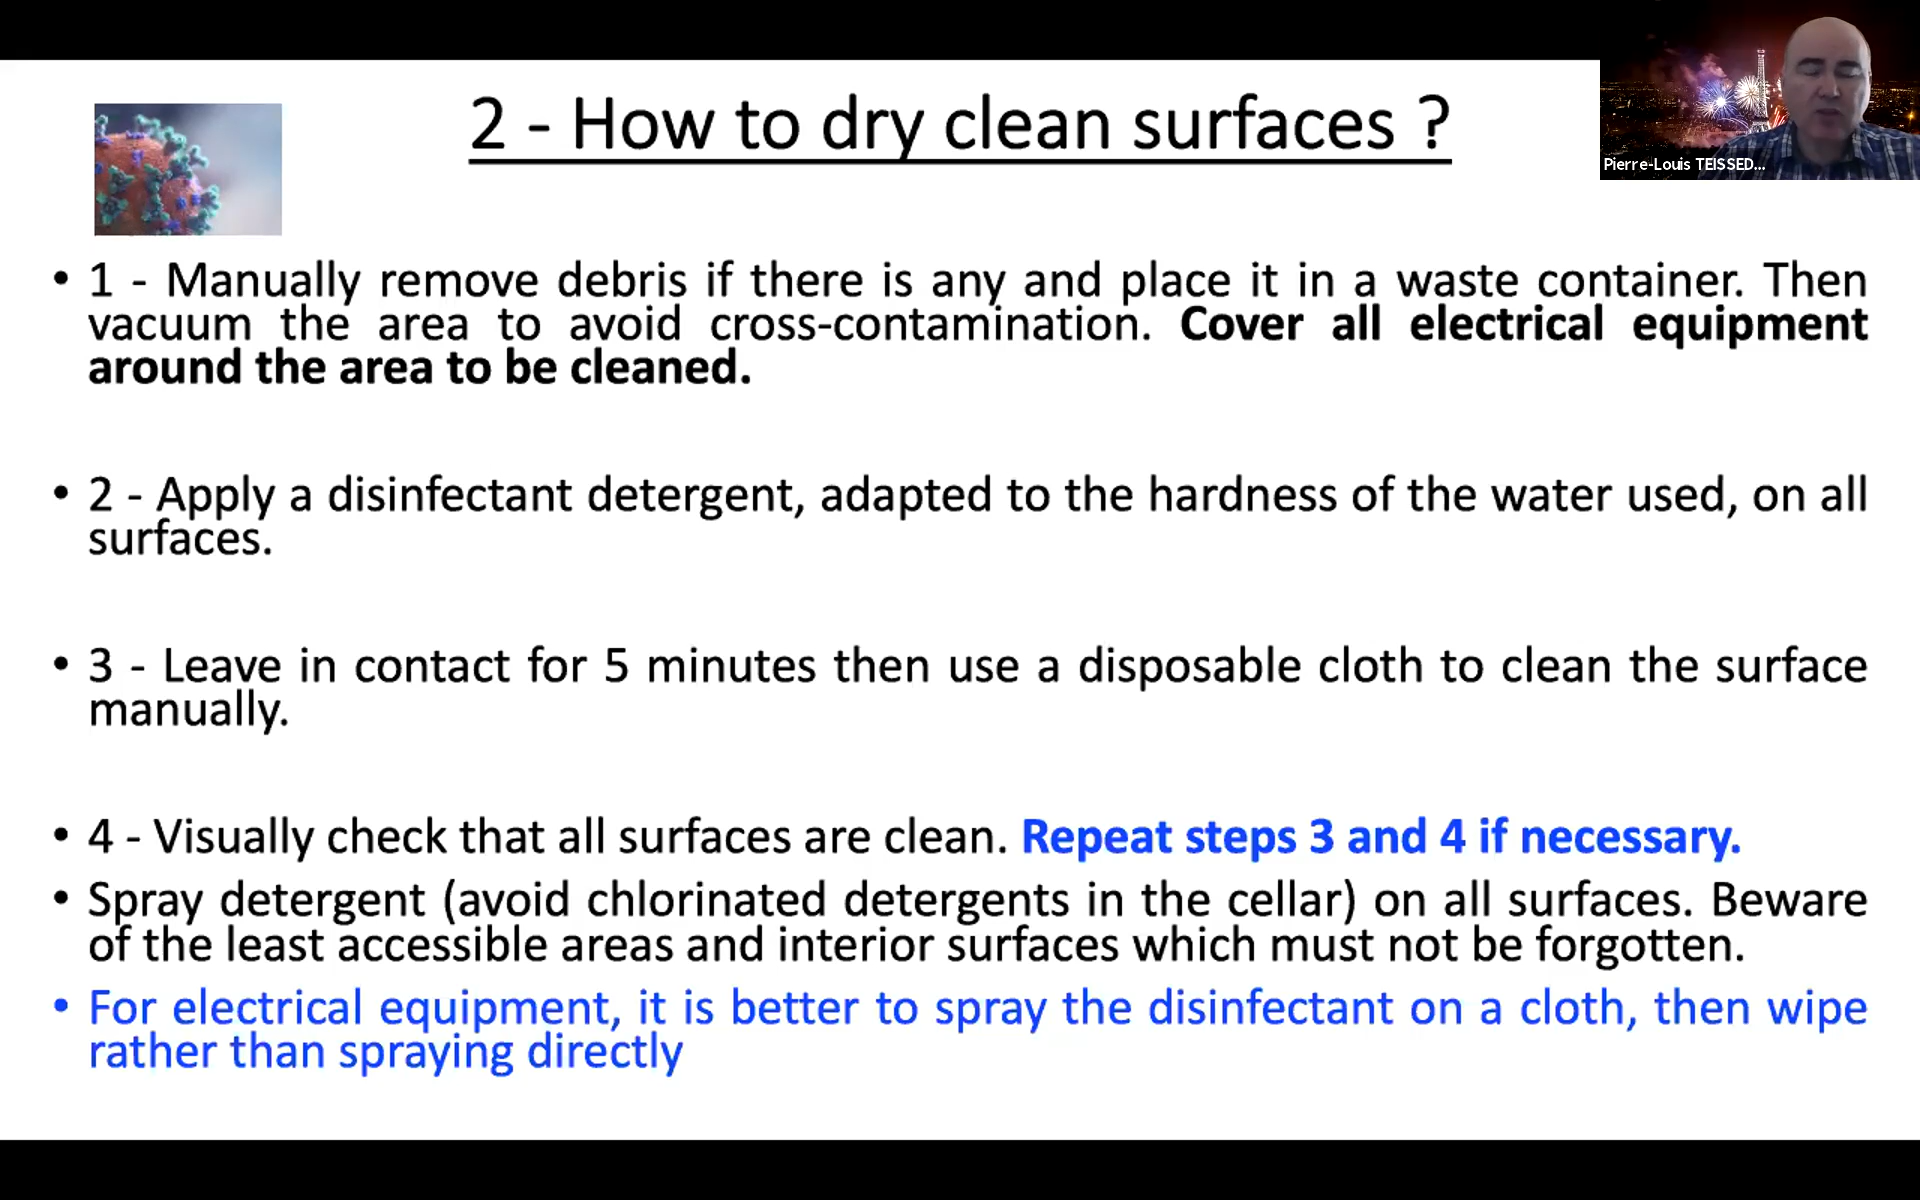 2 - How to dry clean surfaces ?
Pierre-Louis TEISSED...
• 1 - Manually remove debris if there is any and place it in a waste container. Then
vacuum the area to avoid cross-contamination. Cover all electrical equipment
around the area to be cleaned.
• 2 - Apply a disinfectant detergent, adapted to the hardness of the water used, on all
surfaces.
• 3 - Leave in contact for 5 minutes then use a disposable cloth to clean the surface
manually.
• 4 - Visually check that all surfaces are clean. Repeat steps 3 and 4 if necessary.
• Spray detergent (avoid chlorinated detergents in the cellar) on all surfaces. Beware
of the least accessible areas and interior surfaces which must not be forgotten.
• For electrical equipment, it is better to spray the disinfectant on a cloth, then wipe
rather than spraying directly